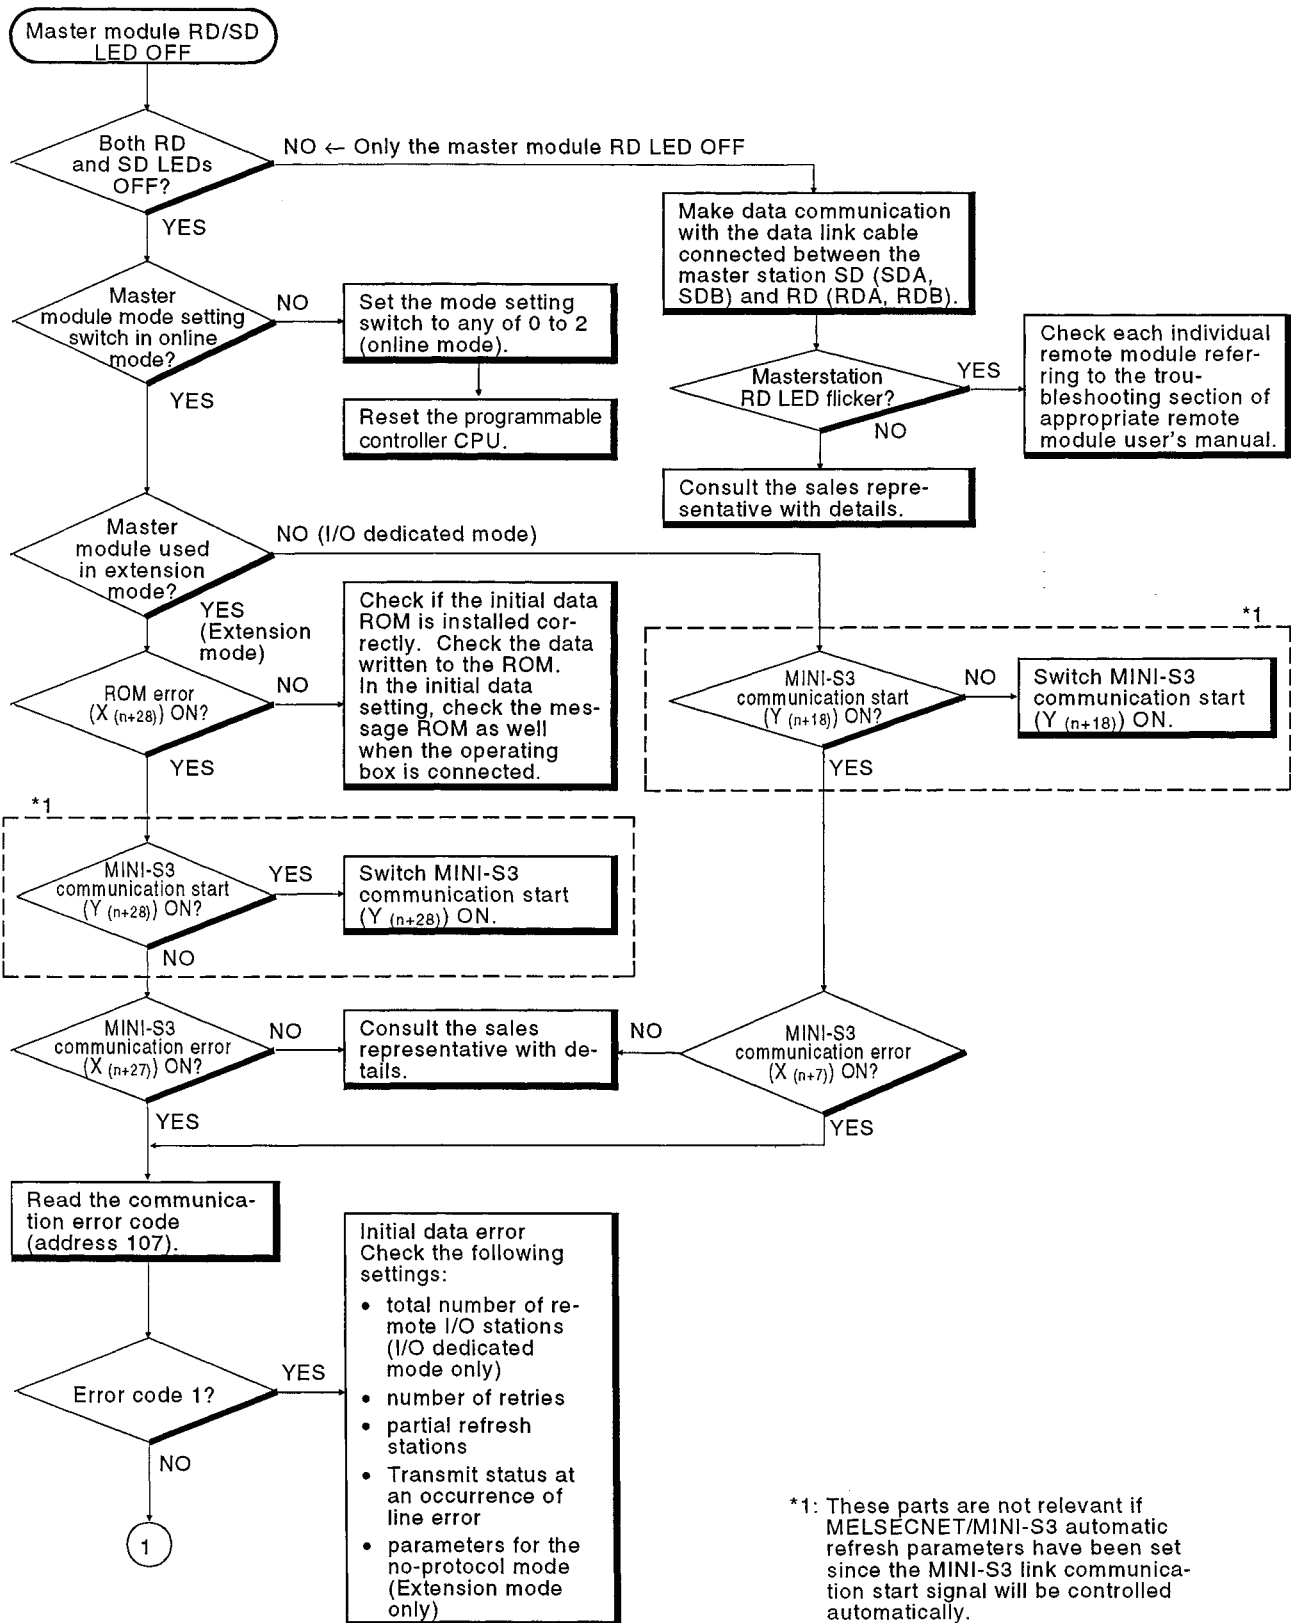 Master module RD/SD
LED OFF
Both RD
and SD LEDs
OFF?
NO ← Only the master module RD LED OFF
YES
Make data communication
with the data link cable
connected between the
master station SD (SDA,
SDB) and RD (RDA, RDB).
Master
module mode setting
switch in online
mode?
NO
Set the mode setting
switch to any of 0 to 2
(online mode).
YES
Reset the programmable
controller CPU.
Masterstation
RD LED flicker?
YES
Check each individual
remote module refer-
ring to the trou-
bleshooting section of
appropriate remote
module user's manual.
NO
Consult the sales repre-
sentative with details.
Master
module used
in extension
mode?
NO (I/O dedicated mode)
YES
(Extension
mode)
ROM error
(X (n+28)) ON?
NO
Check if the initial data
ROM is installed cor-
rectly. Check the data
written to the ROM.
In the initial data
setting, check the mes-
sage ROM as well
when the operating
box is connected.
YES
*1
MINI-S3
communication start
(Y (n+18)) ON?
NO
Switch MINI-S3
communication start
(Y (n+18)) ON.
YES
*1
MINI-S3
communication start
(Y (n+28)) ON?
YES
Switch MINI-S3
communication start
(Y (n+28)) ON.
NO
MINI-S3
communication error
(X (n+27)) ON?
NO
Consult the sales
representative with de-
tails.
NO
MINI-S3
communication error
(X (n+7)) ON?
YES
YES
Read the communica-
tion error code
(address 107).
Error code 1?
YES
Initial data error
Check the following
settings:
• total number of re-
mote I/O stations
(I/O dedicated
mode only)
• number of retries
• partial refresh
stations
• Transmit status at
an occurrence of
line error
• parameters for the
no-protocol mode
(Extension mode
only)
NO
1
*1: These parts are not relevant if
MELSECNET/MINI-S3 automatic
refresh parameters have been set
since the MINI-S3 link communica-
tion start signal will be controlled
automatically.